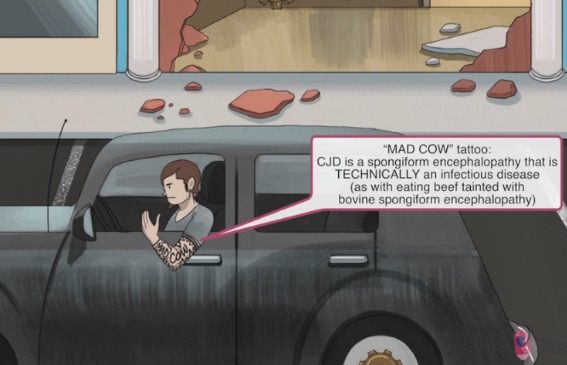 "MAD COW" tattoo:
CJD is a spongiform encephalopathy that is
TECHNICALLY an infectious disease
(as with eating beef tainted with
bovine spongiform encephalopathy)
MAD COW